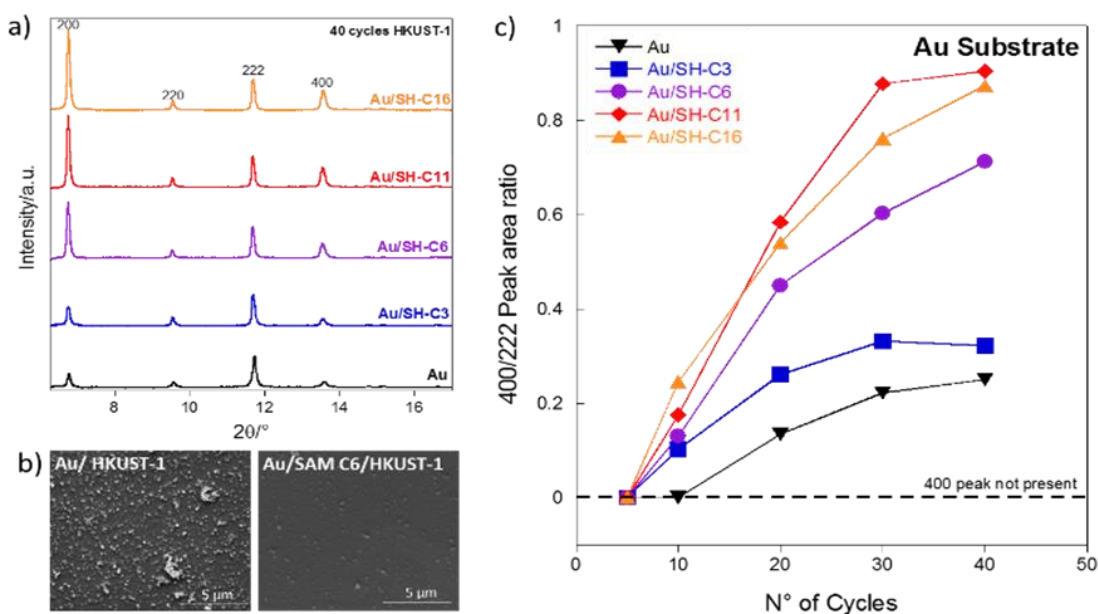 a)
40 cycles HKUST-1
200
220
222
400
Au/SH-C16
Au/SH-C11
Au/SH-C6
Au/SH-C3
Au
Intensity/a.u.
8
10
12
14
16
2θ/°
b)
Au/ HKUST-1
5 µm
Au/SAM C6/HKUST-1
5 µm
c)
Au Substrate
Au
Au/SH-C3
Au/SH-C6
Au/SH-C11
Au/SH-C16
400/222 Peak area ratio
1
0.8
0.6
0.4
0.2
0
400 peak not present
0
10
20
30
40
50
N° of Cycles